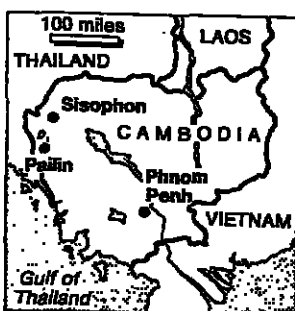 100 miles
LAOS
THAILAND
Sisophon
CAMBODIA
Pailin
Phnom
Penh
VIETNAM
Gulf of
Thailand